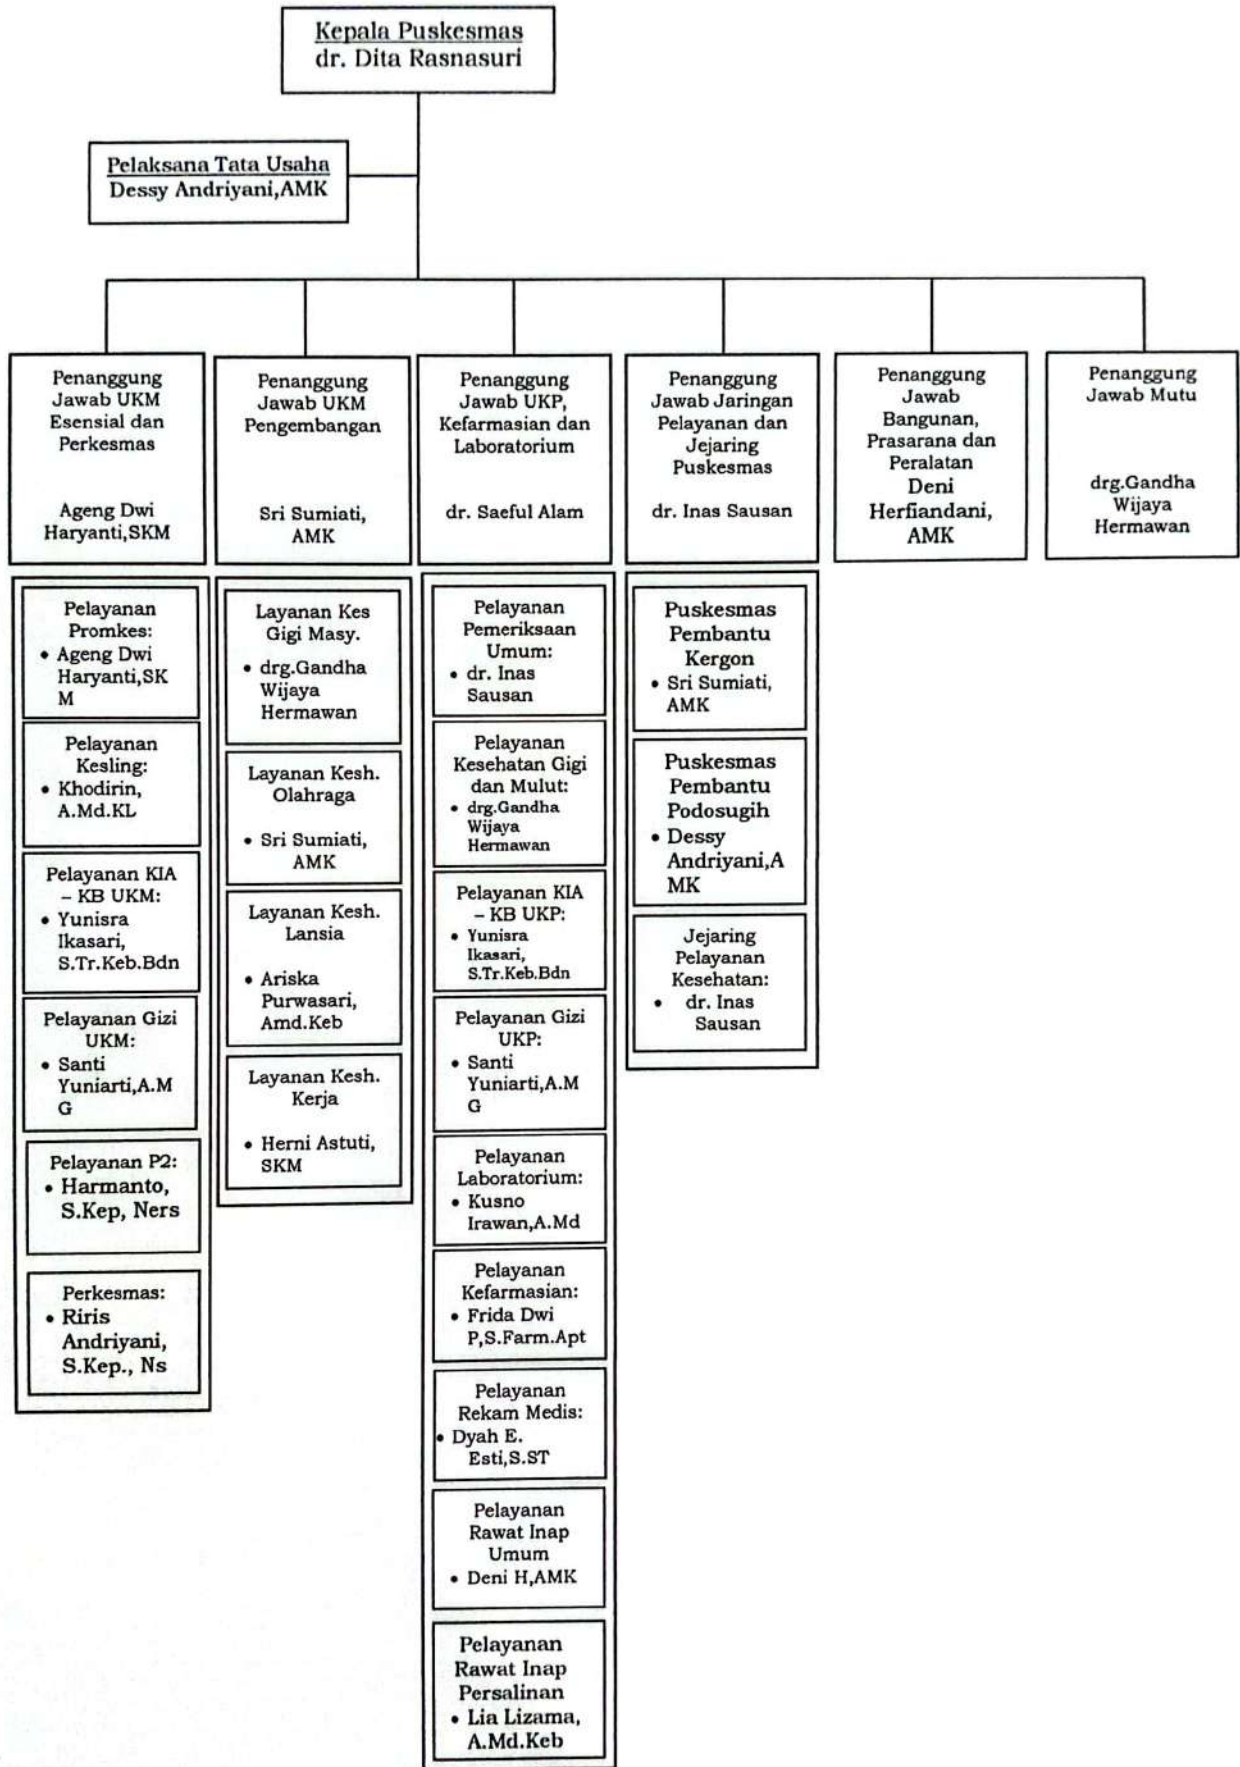 Kepala Puskesmas
dr. Dita Rasnasuri
Pelaksana Tata Usaha
Dessy Andriyani,AMK
Penanggung
Jawab UKM
Esensial dan
Perkesmas
Ageng Dwi
Haryanti,SKM
Penanggung
Jawab UKM
Pengembangan
Sri Sumiati,
AMK
Penanggung
Jawab UKP,
Kefarmasian dan
Laboratorium
dr. Saeful Alam
Penanggung
Jawab Jaringan
Pelayanan dan
Jejaring
Puskesmas
dr. Inas Sausan
Penanggung
Jawab
Bangunan,
Prasarana dan
Peralatan
Deni
Herfiandani,
AMK
Penanggung
Jawab Mutu
drg.Gandha
Wijaya
Hermawan
Pelayanan
Promkes:
• Ageng Dwi
Haryanti,SK
M
Pelayanan
Kesling:
• Khodirin,
A.Md.KL
Pelayanan KIA
– KB UKM:
• Yunisra
Ikasari,
S.Tr.Keb.Bdn
Pelayanan Gizi
UKM:
• Santi
Yuniarti,A.M
G
Pelayanan P2:
• Harmanto,
S.Kep, Ners
Perkesmas:
• Riris
Andriyani,
S.Kep., Ns
Layanan Kes
Gigi Masy.
• drg.Gandha
Wijaya
Hermawan
Layanan Kesh.
Olahraga
• Sri Sumiati,
AMK
Layanan Kesh.
Lansia
• Ariska
Purwasari,
Amd.Keb
Layanan Kesh.
Kerja
• Herni Astuti,
SKM
Pelayanan
Pemeriksaan
Umum:
• dr. Inas
Sausan
Pelayanan
Kesehatan Gigi
dan Mulut:
• drg.Gandha
Wijaya
Hermawan
Pelayanan KIA
– KB UKP:
• Yunisra
Ikasari,
S.Tr.Keb.Bdn
Pelayanan Gizi
UKP:
• Santi
Yuniarti,A.M
G
Pelayanan
Laboratorium:
• Kusno
Irawan,A.Md
Pelayanan
Kefarmasian:
• Frida Dwi
P,S.Farm.Apt
Pelayanan
Rekam Medis:
• Dyah E.
Esti,S.ST
Pelayanan
Rawat Inap
Umum
• Deni H,AMK
Pelayanan
Rawat Inap
Persalinan
• Lia Lizama,
A.Md.Keb
Puskesmas
Pembantu
Kergon
• Sri Sumiati,
AMK
Puskesmas
Pembantu
Podosugih
• Dessy
Andriyani,A
MK
Jejaring
Pelayanan
Kesehatan:
• dr. Inas
Sausan